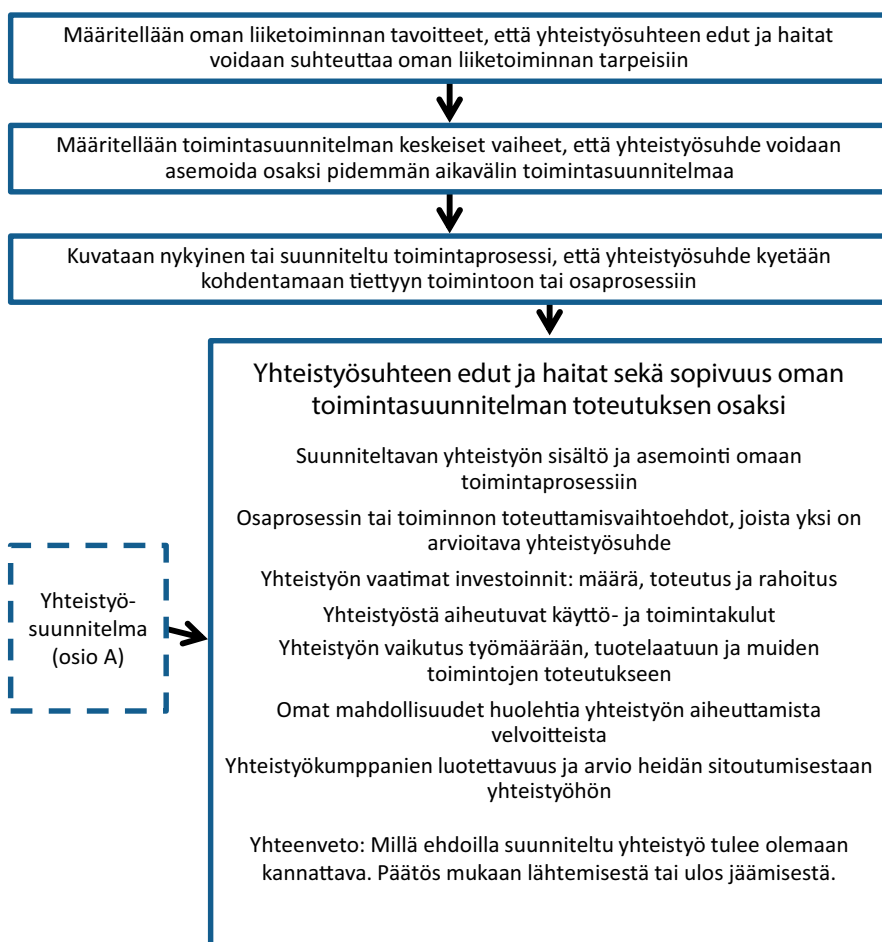 Määritellään oman liiketoiminnan tavoitteet, että yhteistyösuhteen edut ja haitat
voidaan suhteuttaa oman liiketoiminnan tarpeisiin
Määritellään toimintasuunnitelman keskeiset vaiheet, että yhteistyösuhde voidaan
asemoida osaksi pidemmän aikavälin toimintasuunnitelmaa
Kuvataan nykyinen tai suunniteltu toimintaprosessi, että yhteistyösuhde kyetään
kohdentamaan tiettyyn toimintoon tai osaprosessiin
Yhteistyösuhteen edut ja haitat sekä sopivuus oman
toimintasuunnitelman toteutuksen osaksi
Suunniteltavan yhteistyön sisältö ja asemointi omaan
toimintaprosessiin
Osaprosessin tai toiminnon toteuttamisvaihtoehdot, joista yksi on
arvioitava yhteistyösuhde
Yhteistyön vaatimat investoinnit: määrä, toteutus ja rahoitus
Yhteistyöstä aiheutuvat käyttö- ja toimintakulut
Yhteistyön vaikutus työmäärään, tuotelaatuun ja muiden
toimintojen toteutukseen
Omat mahdollisuudet huolehtia yhteistyön aiheuttamista
velvoitteista
Yhteistyökumppanien luotettavuus ja arvio heidän sitoutumisestaan
yhteistyöhön
Yhteenveto: Millä ehdoilla suunniteltu yhteistyö tulee olemaan
kannattava. Päätös mukaan lähtemisestä tai ulos jäämisestä.
Yhteistyö-
suunnitelma
(osio A)